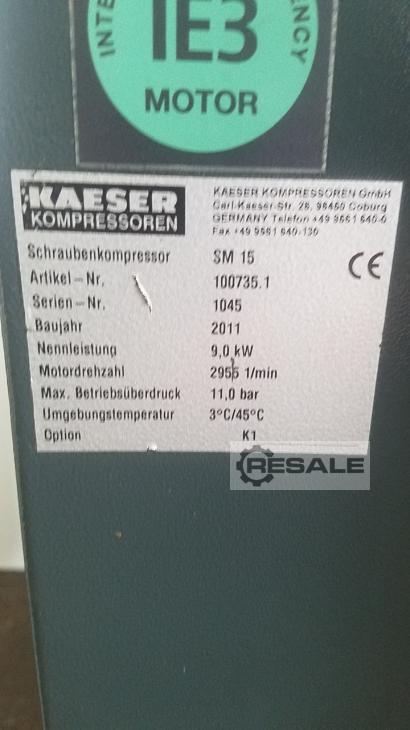 INTE
ENCY
IE3
MOTOR
KAESER
KOMPRESSOREN
KAESER KOMPRESSOREN GmbH
Carl-Kaeser-Str. 26, 96450 Coburg
GERMANY Telefon +49 9561 640-0
Fax +49 9561 640-130
CE
Schraubenkompressor SM 15
Artikel-Nr. 100735.1
Serien-Nr. 1045
Baujahr 2011
Nennleistung 9,0 kW
Motordrehzahl 2955 1/min
Max. Betriebsüberdruck 11,0 bar
Umgebungstemperatur 3°C/45°C
Option K1
RESALE